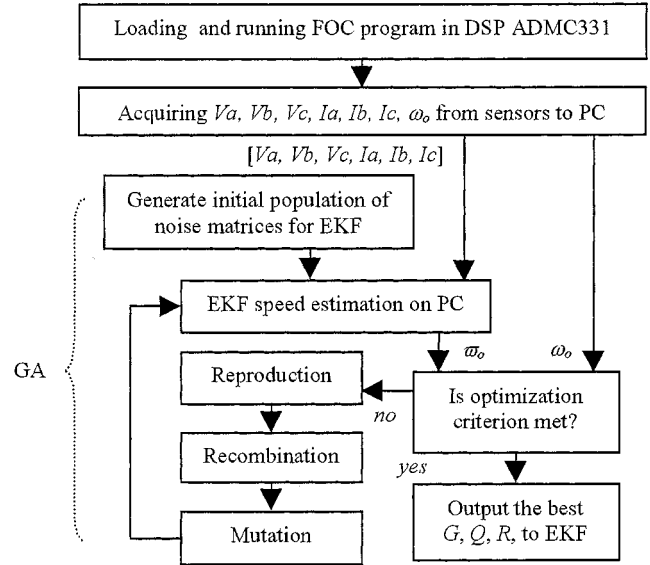 Loading and running FOC program in DSP ADMC331
Acquiring Va, Vb, Vc, Ia, Ib, Ic, ωo from sensors to PC
[Va, Vb, Vc, Ia, Ib, Ic]
Generate initial population of
noise matrices for EKF
EKF speed estimation on PC
ϖo
ωo
GA
Reproduction
no
Is optimization
criterion met?
Recombination
yes
Mutation
Output the best
G, Q, R, to EKF